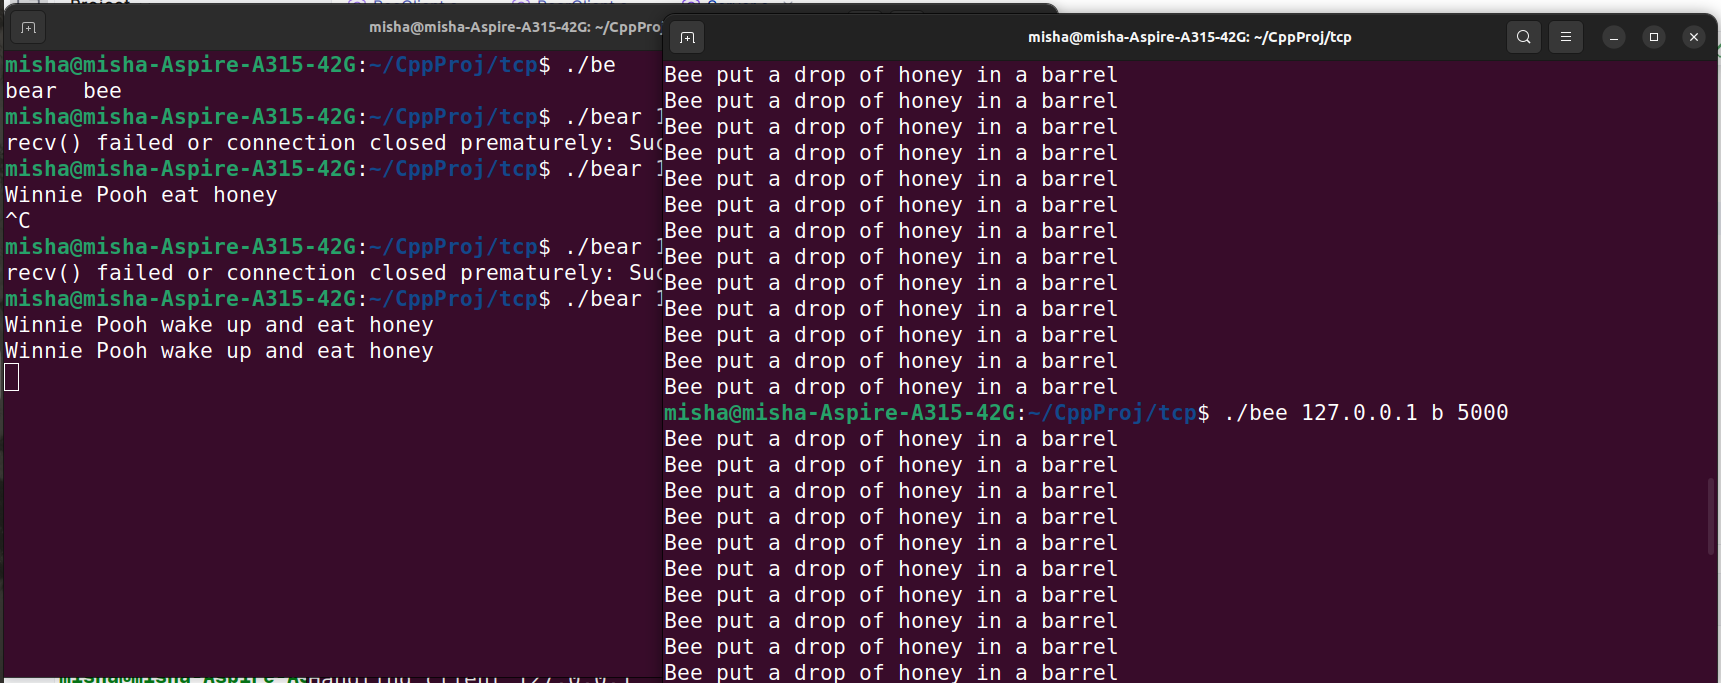 Project
misha@misha-Aspire-A315-42G: ~/CppProj
misha@misha-Aspire-A315-42G:~/CppProj/tcp$ ./be
bear  bee
misha@misha-Aspire-A315-42G:~/CppProj/tcp$ ./bear 1
recv() failed or connection closed prematurely: Suc
misha@misha-Aspire-A315-42G:~/CppProj/tcp$ ./bear 1
Winnie Pooh eat honey
^C
misha@misha-Aspire-A315-42G:~/CppProj/tcp$ ./bear 1
recv() failed or connection closed prematurely: Suc
misha@misha-Aspire-A315-42G:~/CppProj/tcp$ ./bear 1
Winnie Pooh wake up and eat honey
Winnie Pooh wake up and eat honey
misha@misha-Aspire-A315-42G: ~/CppProj/tcp
Bee put a drop of honey in a barrel
Bee put a drop of honey in a barrel
Bee put a drop of honey in a barrel
Bee put a drop of honey in a barrel
Bee put a drop of honey in a barrel
Bee put a drop of honey in a barrel
Bee put a drop of honey in a barrel
Bee put a drop of honey in a barrel
Bee put a drop of honey in a barrel
Bee put a drop of honey in a barrel
Bee put a drop of honey in a barrel
Bee put a drop of honey in a barrel
Bee put a drop of honey in a barrel
misha@misha-Aspire-A315-42G:~/CppProj/tcp$ ./bee 127.0.0.1 b 5000
Bee put a drop of honey in a barrel
Bee put a drop of honey in a barrel
Bee put a drop of honey in a barrel
Bee put a drop of honey in a barrel
Bee put a drop of honey in a barrel
Bee put a drop of honey in a barrel
Bee put a drop of honey in a barrel
Bee put a drop of honey in a barrel
Bee put a drop of honey in a barrel
Bee put a drop of honey in a barrel
Handling client 127.0.0.1